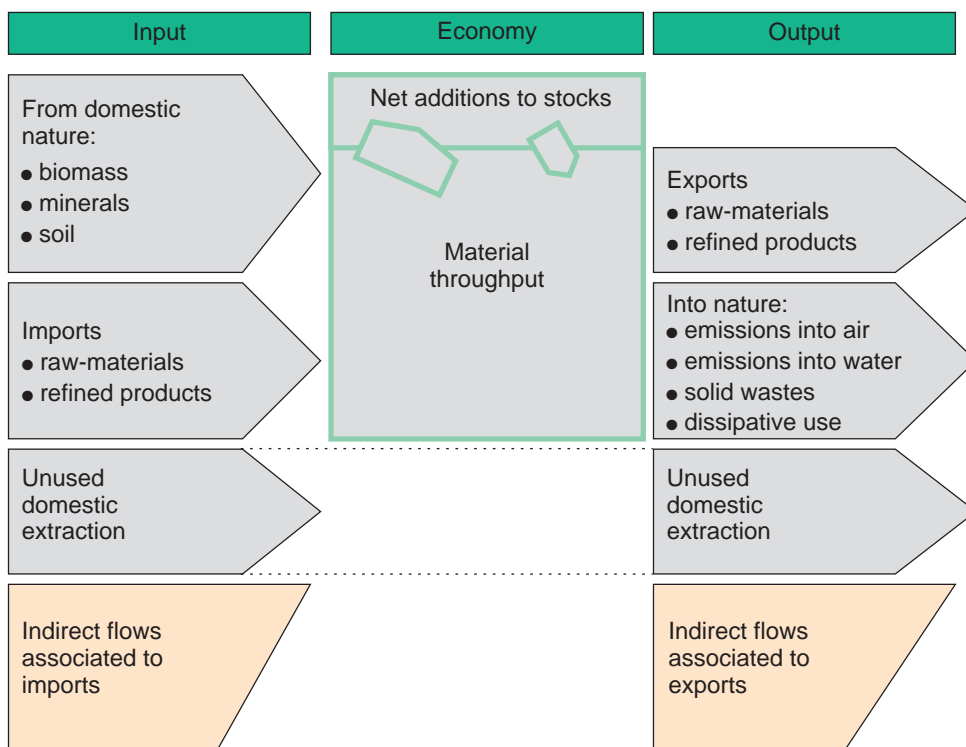 Input
Economy
Output
From domestic
nature:
● biomass
● minerals
● soil
Imports
● raw-materials
● refined products
Unused
domestic
extraction
Indirect flows
associated to
imports
Net additions to stocks
Material
throughput
Exports
● raw-materials
● refined products
Into nature:
● emissions into air
● emissions into water
● solid wastes
● dissipative use
Unused
domestic
extraction
Indirect flows
associated to
exports